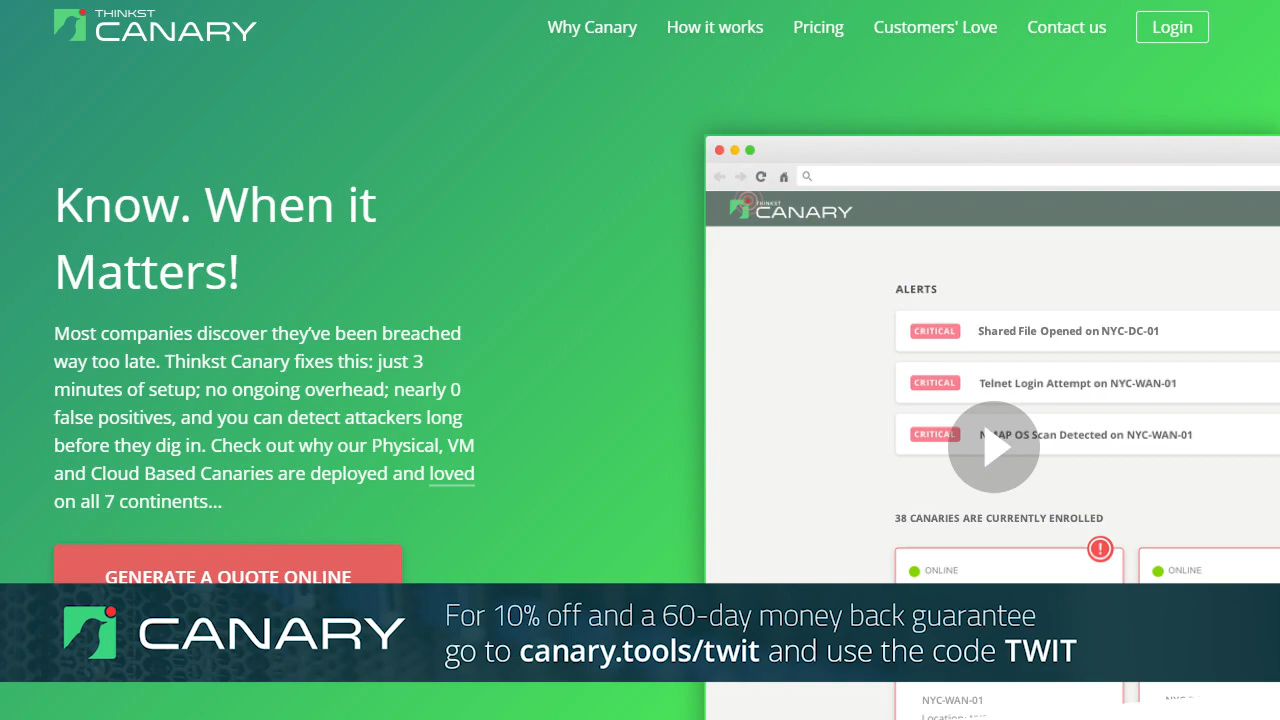 THINKST
CANARY
Why Canary
How it works
Pricing
Customers' Love
Contact us
Login
Know. When it
Matters!
Most companies discover they've been breached
way too late. Thinkst Canary fixes this: just 3
minutes of setup; no ongoing overhead; nearly 0
false positives, and you can detect attackers long
before they dig in. Check out why our Physical, VM
and Cloud Based Canaries are deployed and loved
on all 7 continents...
GENERATE A QUOTE ONLINE
THINKST
CANARY
ALERTS
CRITICAL Shared File Opened on NYC-DC-01
CRITICAL Telnet Login Attempt on NYC-WAN-01
CRITICAL NMAP OS Scan Detected on NYC-WAN-01
38 CANARIES ARE CURRENTLY ENROLLED
ONLINE
ONLINE
CANARY
For 10% off and a 60-day money back guarantee
go to canary.tools/twit and use the code TWIT
NYC-WAN-01
Location: